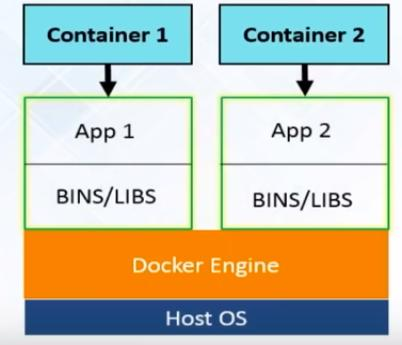 Container 1
Container 2
App 1
App 2
BINS/LIBS
BINS/LIBS
Docker Engine
Host OS